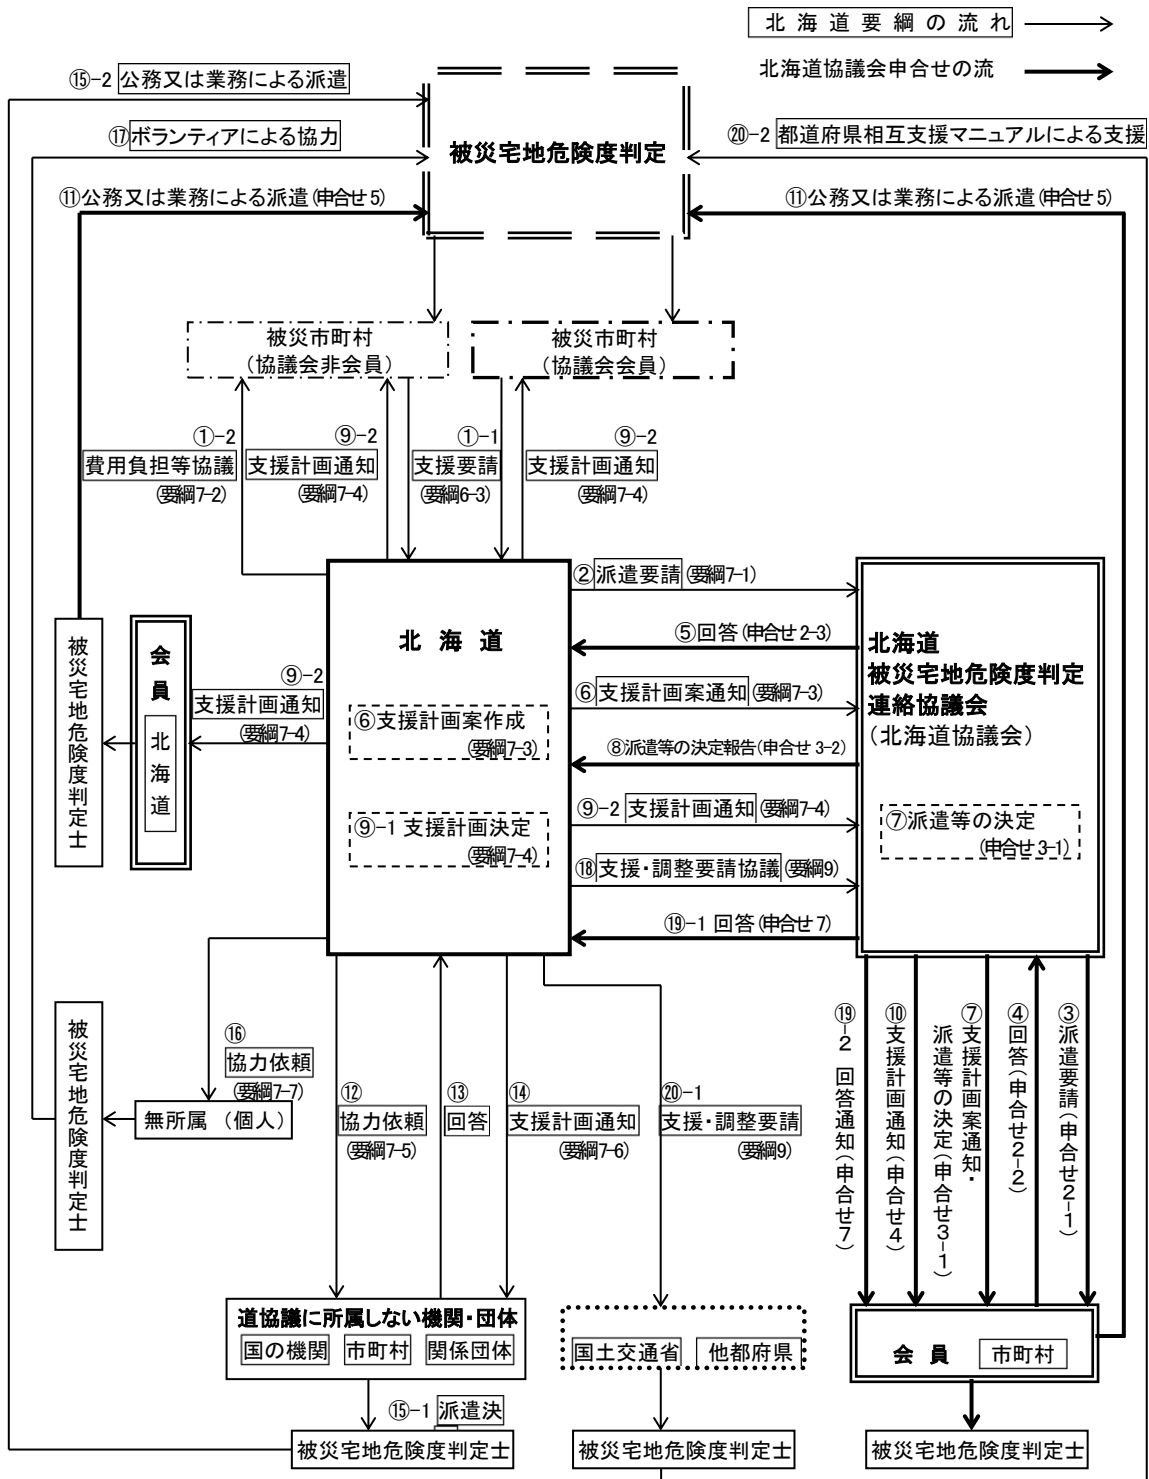 北海道要綱の流れ
北海道協議会申合せの流
⑮-2 公務又は業務による派遣
⑰ボランティアによる協力
⑪公務又は業務による派遣(申合せ5)
被災宅地危険度判定
⑳-2 都道府県相互支援マニュアルによる支援
⑪公務又は業務による派遣(申合せ5)
被災市町村
(協議会非会員)
被災市町村
(協議会会員)
①-2
費用負担等協議
(要綱7-2)
⑨-2
支援計画通知
(要綱7-4)
①-1
支援要請
(要綱6-3)
⑨-2
支援計画通知
(要綱7-4)
被災宅地危険度判定士
会員
北海道
⑨-2
支援計画通知
(要綱7-4)
北海道
⑥支援計画案作成
(要綱7-3)
⑨-1 支援計画決定
(要綱7-4)
②派遣要請(要綱7-1)
⑤回答(申合せ2-3)
⑥支援計画案通知(要綱7-3)
⑧派遣等の決定報告(申合せ3-2)
⑨-2 支援計画通知(要綱7-4)
⑱支援・調整要請協議(要綱9)
⑲-1 回答(申合せ7)
北海道
被災宅地危険度判定
連絡協議会
(北海道協議会)
⑦派遣等の決定
(申合せ3-1)
被災宅地危険度判定士
⑯
協力依頼
(要綱7-7)
無所属 (個人)
⑫
協力依頼
(要綱7-5)
⑬
回答
⑭
支援計画通知
(要綱7-6)
⑳-1
支援・調整要請
(要綱9)
③派遣要請(申合せ2-1)
④回答(申合せ2-2)
⑦支援計画案通知・
派遣等の決定(申合せ3-1)
⑩支援計画通知(申合せ4)
⑲-2 回答通知(申合せ7)
道協議に所属しない機関・団体
国の機関 市町村 関係団体
国土交通省 他都府県
会員 市町村
⑮-1 派遣決
被災宅地危険度判定士
被災宅地危険度判定士
被災宅地危険度判定士